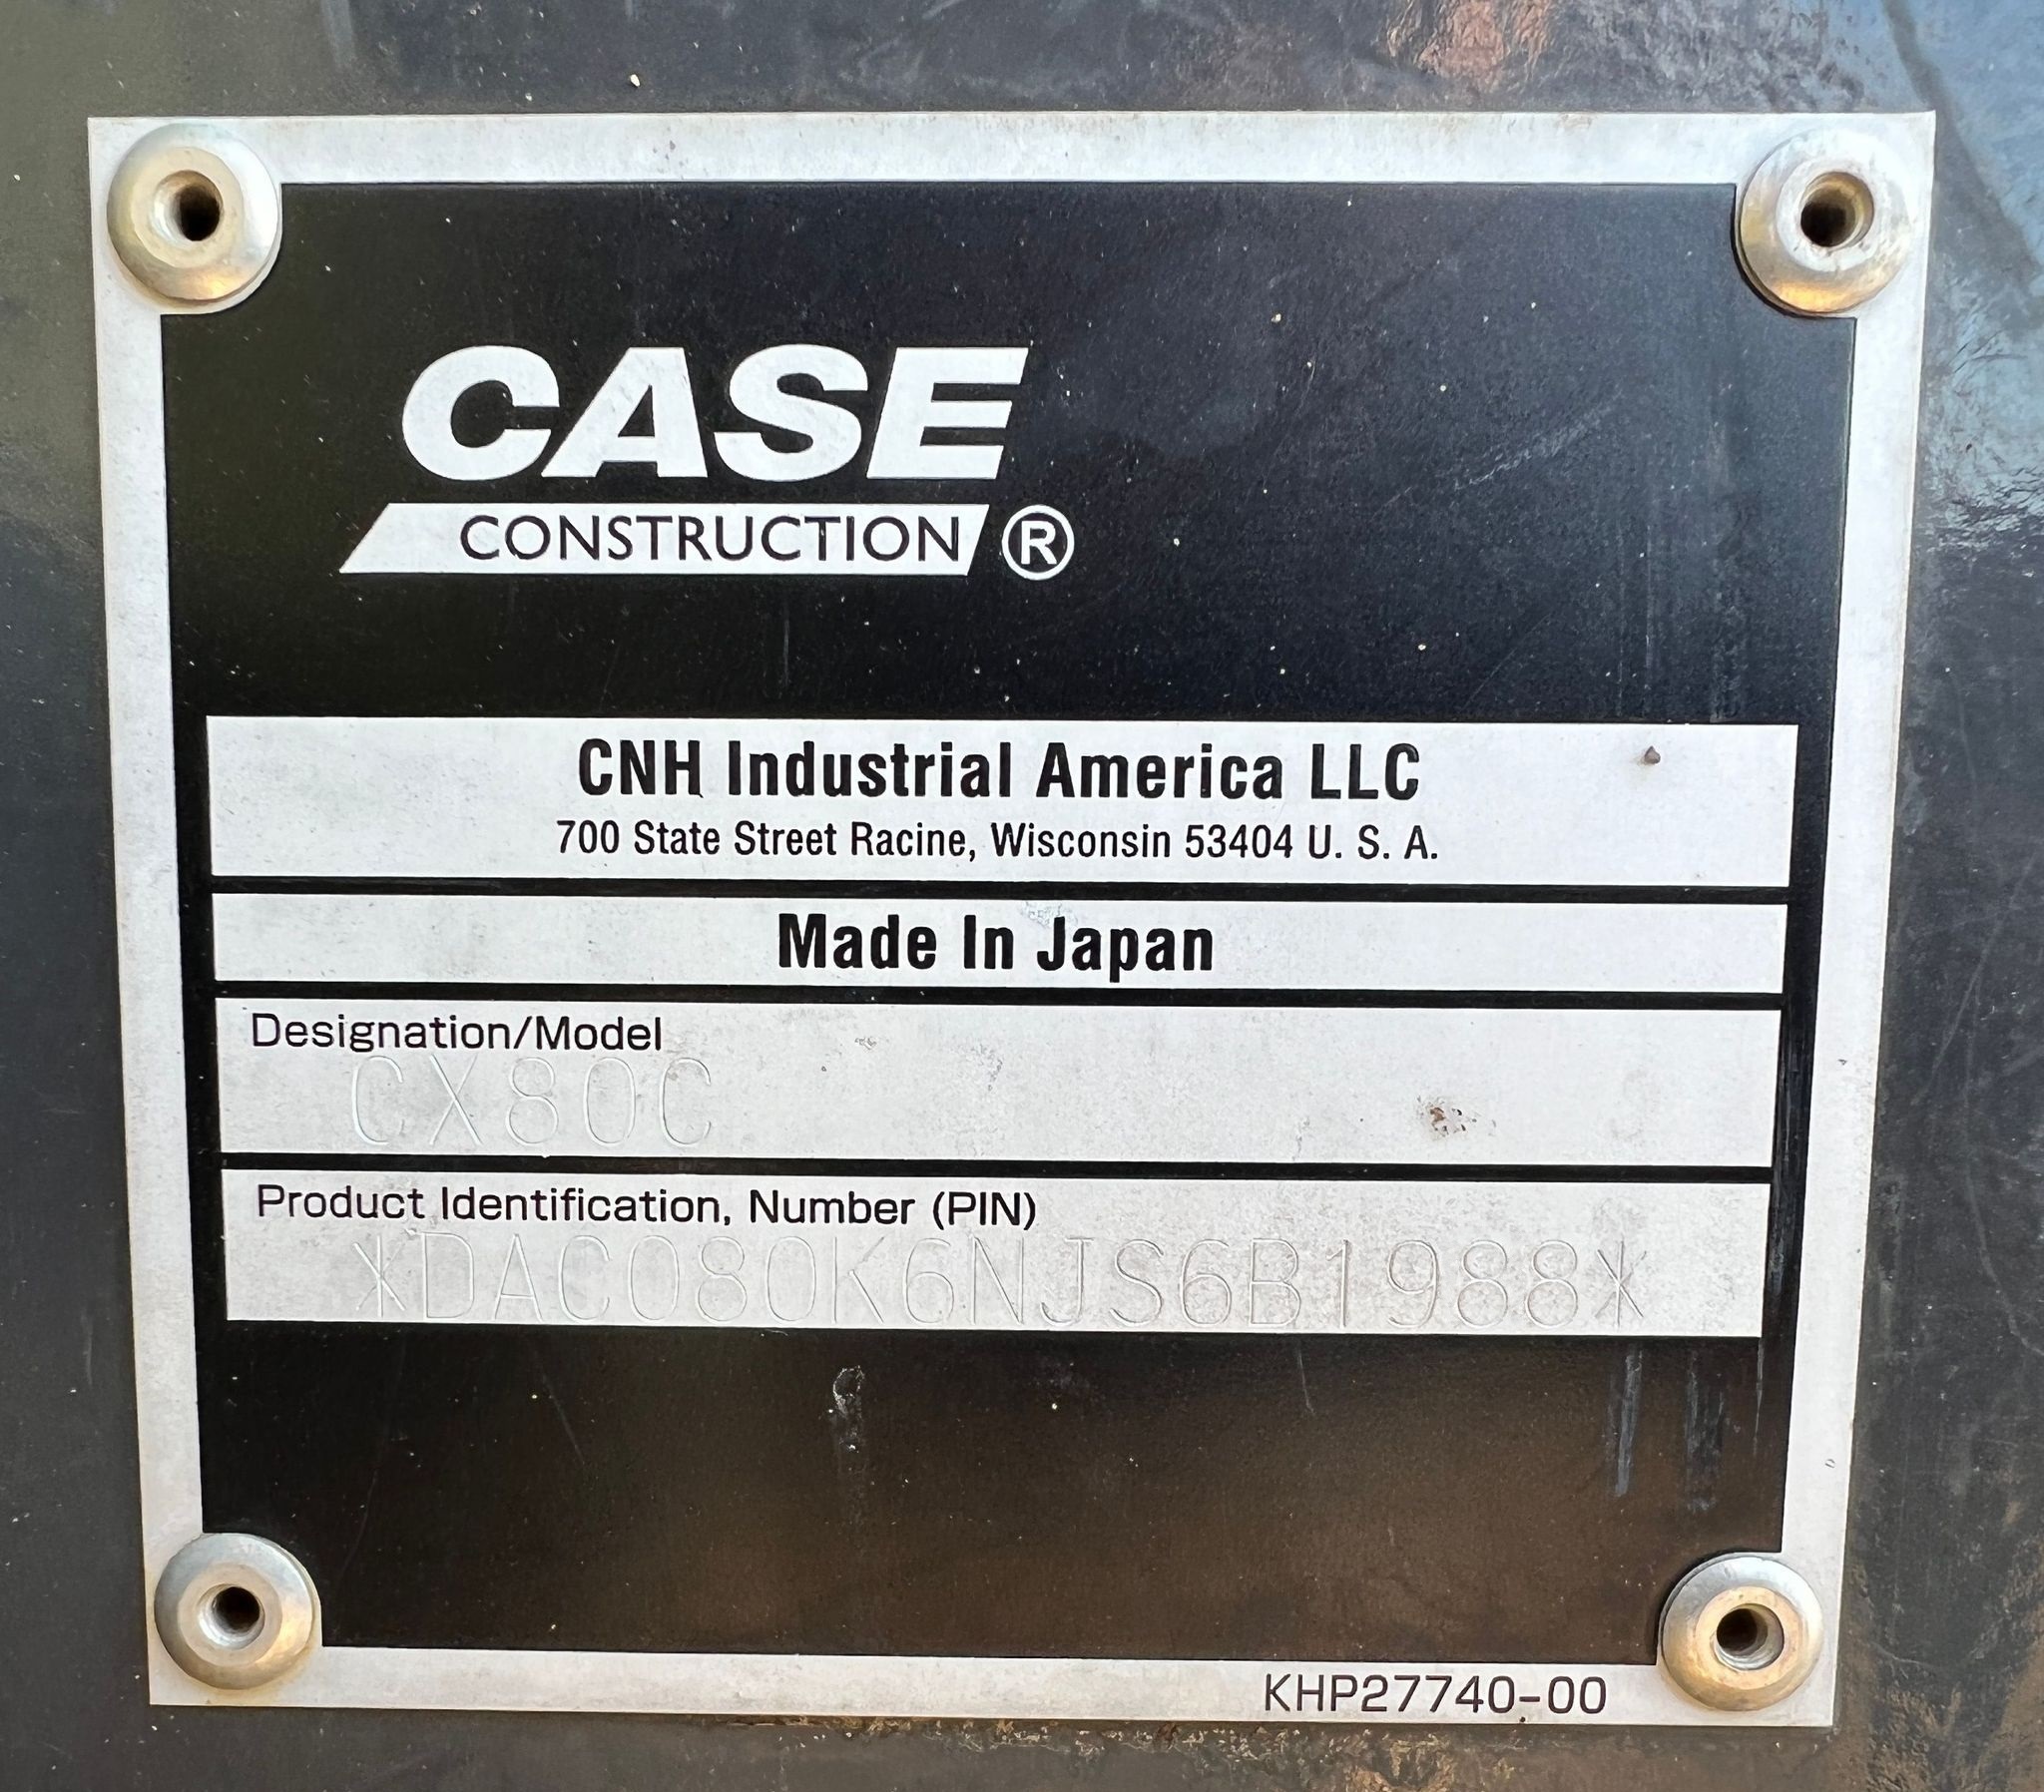 CASE
CONSTRUCTION ®
CNH Industrial America LLC
700 State Street Racine, Wisconsin 53404 U. S. A.
Made In Japan
Designation/Model
CX80C
Product Identification, Number (PIN)
*DAC080K6NJS6B1988*
KHP27740-00